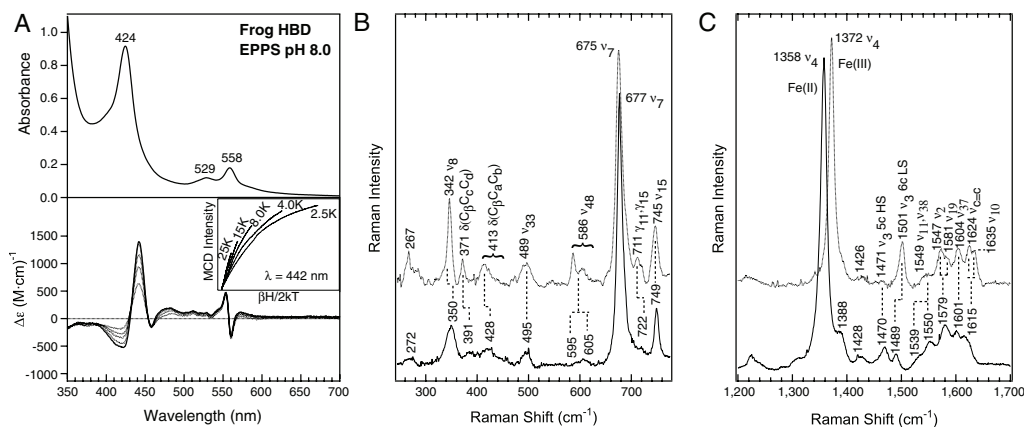 A
Frog HBD
EPPS pH 8.0
424
529
558
Absorbance
1.0
0.8
0.6
0.4
0.2
0.0
MCD Intensity
25K
15K
8.0K
4.0K
2.5K
λ = 442 nm
βH/2kT
Δε (M·cm)⁻¹
1500
1000
500
0
-500
-1000
350 400 450 500 550 600 650 700
Wavelength (nm)
B
Raman Intensity
675 ν₇
677 ν₇
267
342 ν₈
371 δ(CβCcCd)
413 δ(CβCaCb)
489 ν₃₃
586 ν₄₈
711 γ₁₁,γ₁₅
745 ν₁₅
272
350
391
428
495
595
605
722
749
300 400 500 600 700
Raman Shift (cm⁻¹)
C
Raman Intensity
1358 ν₄
Fe(II)
1372 ν₄
Fe(III)
1426
1471 ν₃ 5c HS
1501 ν₃ 6c LS
1549 ν₁₁,ν₃₈
1547 ν₂
1581 ν₁₉
1604 ν₃₇
1624 νC=C
1635 ν₁₀
1388
1428
1470
1489
1539
1550
1579
1601
1615
1,200 1,300 1,400 1,500 1,600 1,700
Raman Shift (cm⁻¹)